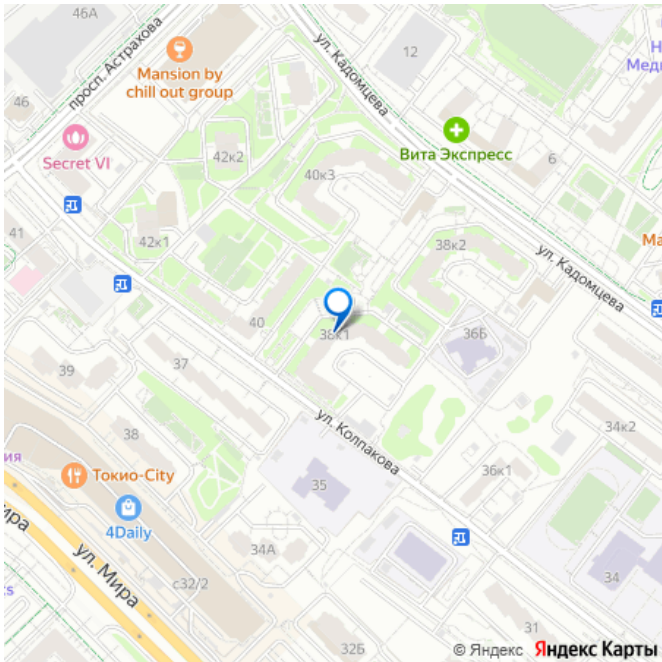 46А
просп. Астрахова
Mansion by
chill out group
ул. Кадомцева
12
46
Secret VI
42к2
Вита Экспресс
6
40к3
41
42к1
38к2
ул. Кадомцева
40
38к1
36Б
37
39
38
ул. Колпакова
34к2
Токио-City
36к1
35
4Daily
ул. Мира
34А
с32/2
34
31
32Б
© Яндекс Яндекс Карты